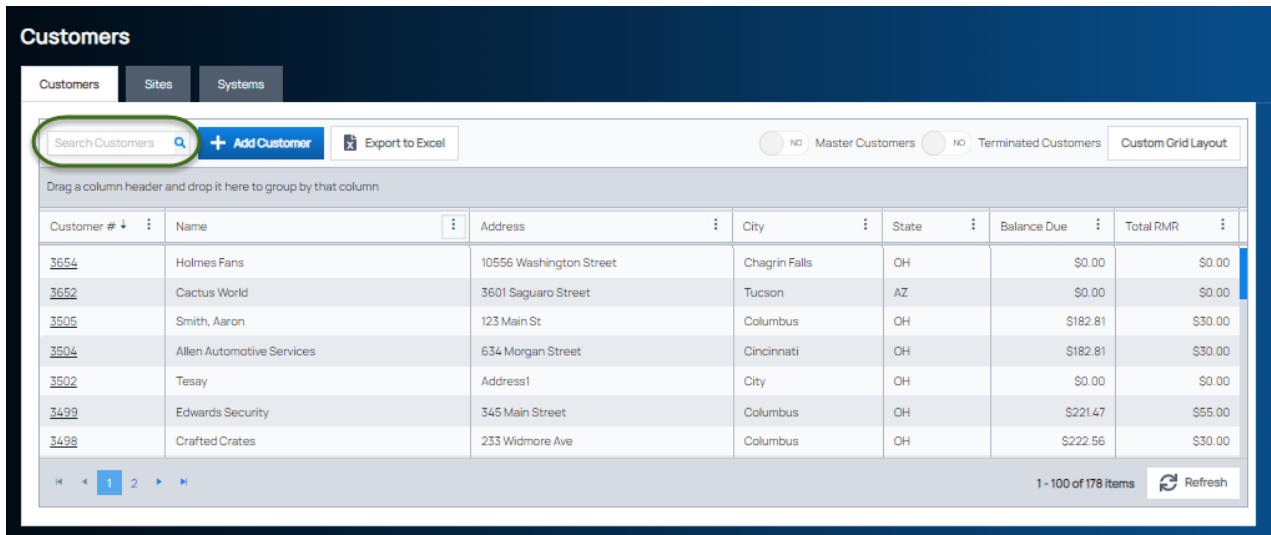 Customers
Customers Sites Systems
Search Customers Add Customer Export to Excel NO Master Customers NO Terminated Customers Custom Grid Layout
Drag a column header and drop it here to group by that column
Customer # ↓ Name Address City State Balance Due Total RMR
3654 Holmes Fans 10556 Washington Street Chagrin Falls OH $0.00 $0.00
3652 Cactus World 3601 Saguaro Street Tucson AZ $0.00 $0.00
3505 Smith, Aaron 123 Main St Columbus OH $182.81 $30.00
3504 Allen Automotive Services 634 Morgan Street Cincinnati OH $182.81 $30.00
3502 Tesay Address1 City OH $0.00 $0.00
3499 Edwards Security 345 Main Street Columbus OH $221.47 $55.00
3498 Crafted Crates 233 Widmore Ave Columbus OH $222.56 $30.00
1 2 1 - 100 of 178 items Refresh